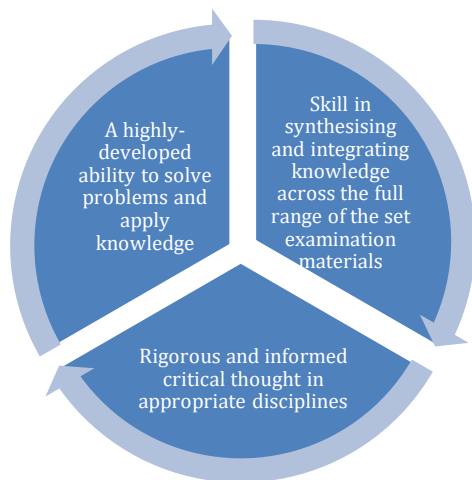 A highly-
developed
ability to solve
problems and
apply
knowledge
Skill in
synthesising
and integrating
knowledge
across the full
range of the set
examination
materials
Rigorous and informed
critical thought in
appropriate disciplines